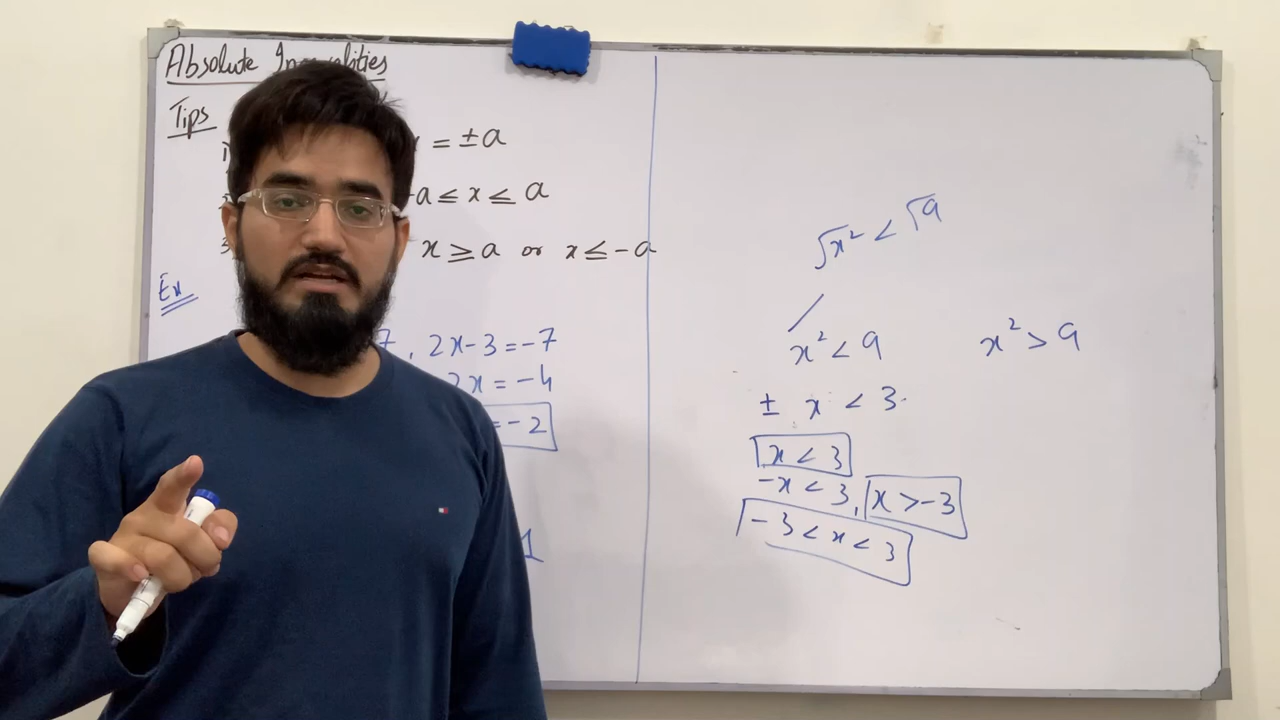 Absolute Inequalities
Tips
= ±a
a ≤ x ≤ a
x ≥ a or x ≤ -a
Ex
7, 2x-3 = -7
2x = -4
= -2
1
√x² < √9
x² < 9
x² > 9
± x < 3
x < 3
-x < 3, x > -3
-3 < x < 3